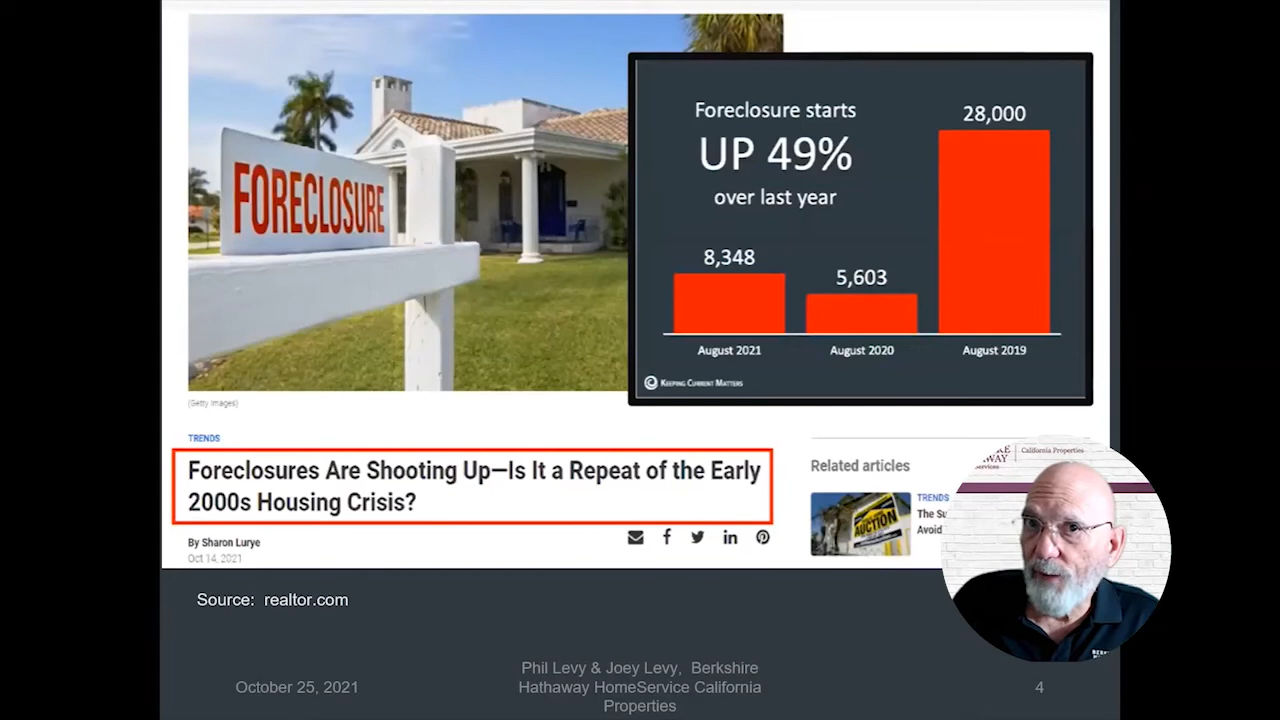 FORECLOSURE
Foreclosure starts
UP 49%
over last year
28,000
8,348
5,603
August 2021
August 2020
August 2019
KEEPING CURRENT MATTERS
(Getty Images)
TRENDS
Foreclosures Are Shooting Up—Is It a Repeat of the Early
2000s Housing Crisis?
By Sharon Lurye
Oct 14, 2021
Related articles
AUCTION
TRENDS
The Su
Avoid
California Properties
Source: realtor.com
October 25, 2021
Phil Levy & Joey Levy, Berkshire
Hathaway HomeService California
Properties
4